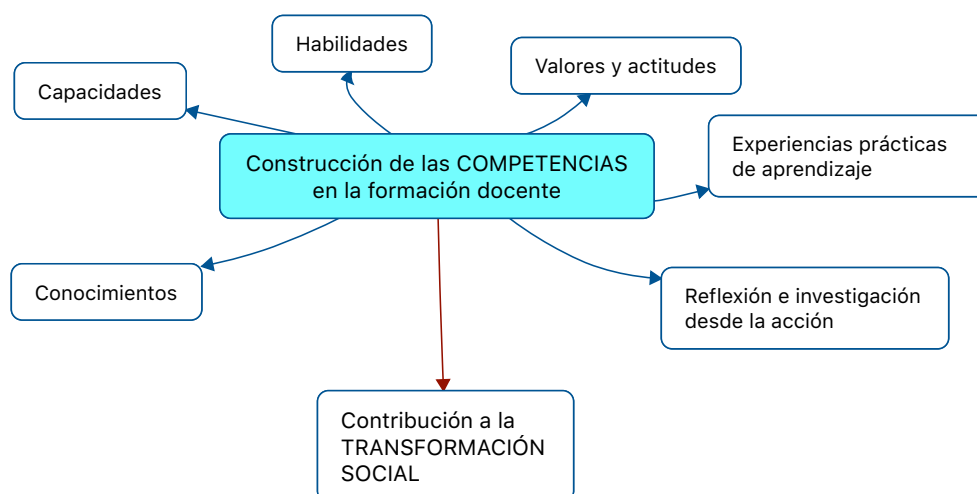 Habilidades
Valores y actitudes
Capacidades
Experiencias prácticas
de aprendizaje
Construcción de las COMPETENCIAS
en la formación docente
Conocimientos
Reflexión e investigación
desde la acción
Contribución a la
TRANSFORMACIÓN
SOCIAL